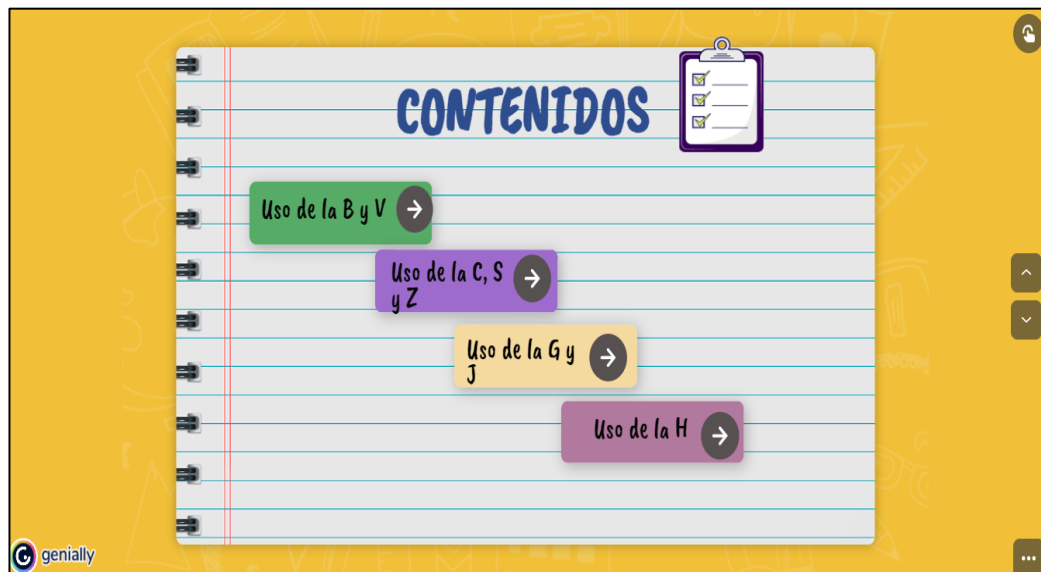 CONTENIDOS
Uso de la B y V
Uso de la C, S
y Z
Uso de la G y
J
Uso de la H
genially